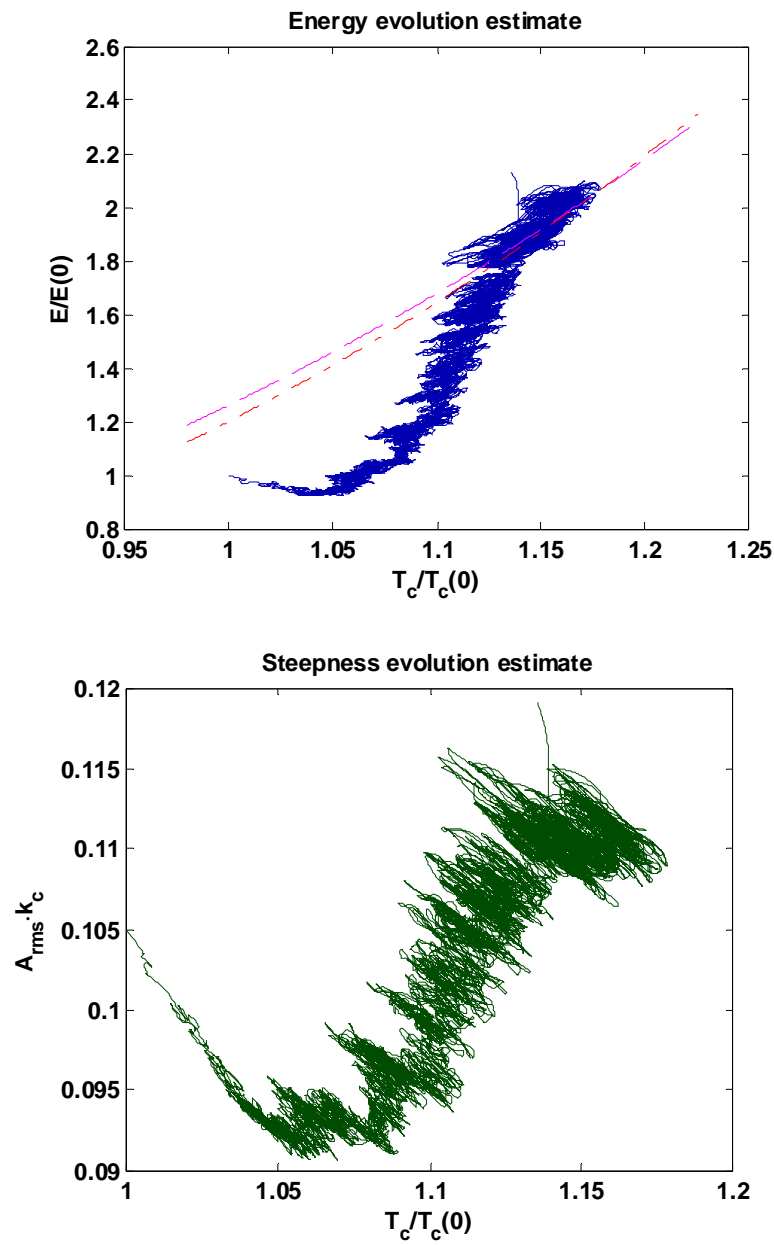 Energy evolution estimate
2.6
2.4
2.2
2
1.8
1.6
1.4
1.2
1
0.8
E/E(0)
0.95 1 1.05 1.1 1.15 1.2 1.25
T_c/T_c(0)
Steepness evolution estimate
0.12
0.115
0.11
0.105
0.1
0.095
0.09
A_rms·k_c
1 1.05 1.1 1.15 1.2
T_c/T_c(0)